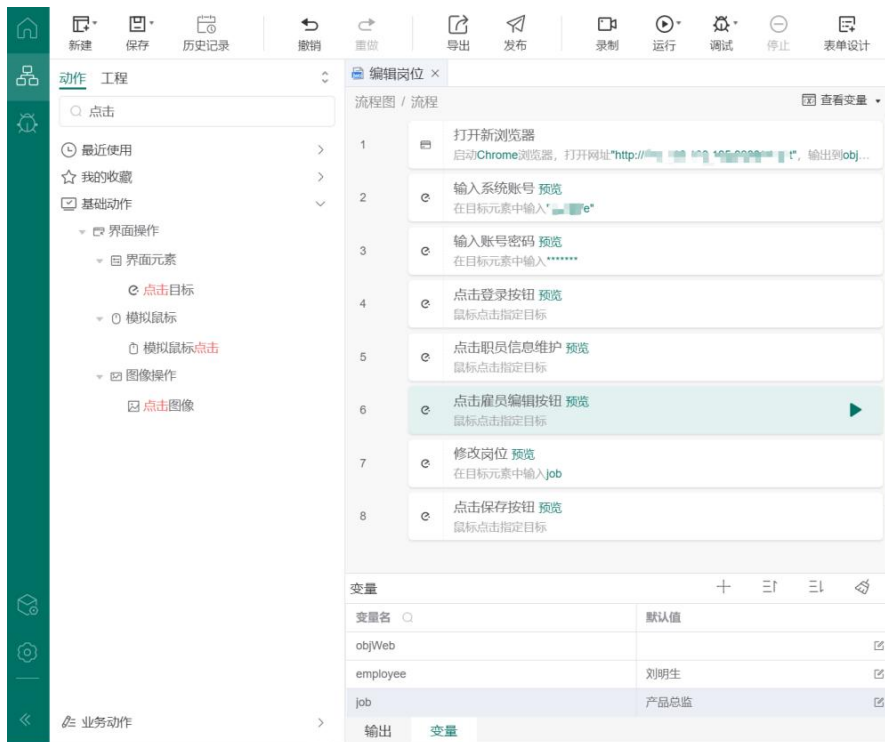 新建 保存 历史记录 撤销 重做 导出 发布 录制 运行 调试 停止 表单设计
动作 工程
点击
最近使用
我的收藏
基础动作
界面操作
界面元素
点击目标
模拟鼠标
模拟鼠标点击
图像操作
点击图像
业务动作
编辑岗位 ×
流程图 / 流程 查看变量
1 打开新浏览器
启动Chrome浏览器，打开网址"http:// t"，输出到obj...
2 输入系统账号 预览
在目标元素中输入" e"
3 输入账号密码 预览
在目标元素中输入*******
4 点击登录按钮 预览
鼠标点击指定目标
5 点击职员信息维护 预览
鼠标点击指定目标
6 点击雇员编辑按钮 预览
鼠标点击指定目标
7 修改岗位 预览
在目标元素中输入job
8 点击保存按钮 预览
鼠标点击指定目标
变量
变量名 默认值
objWeb
employee 刘明生
job 产品总监
输出 变量